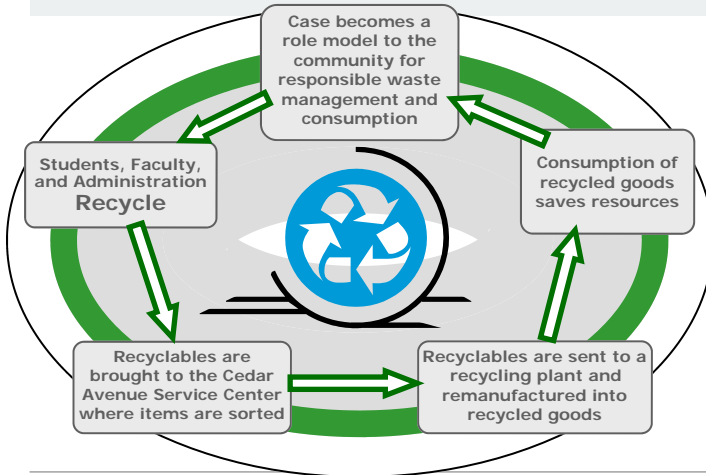 Case becomes a
role model to the
community for
responsible waste
management and
consumption
Students, Faculty,
and Administration
Recycle
Recyclables are
brought to the Cedar
Avenue Service Center
where items are sorted
Recyclables are sent to a
recycling plant and
remanufactured into
recycled goods
Consumption of
recycled goods
saves resources